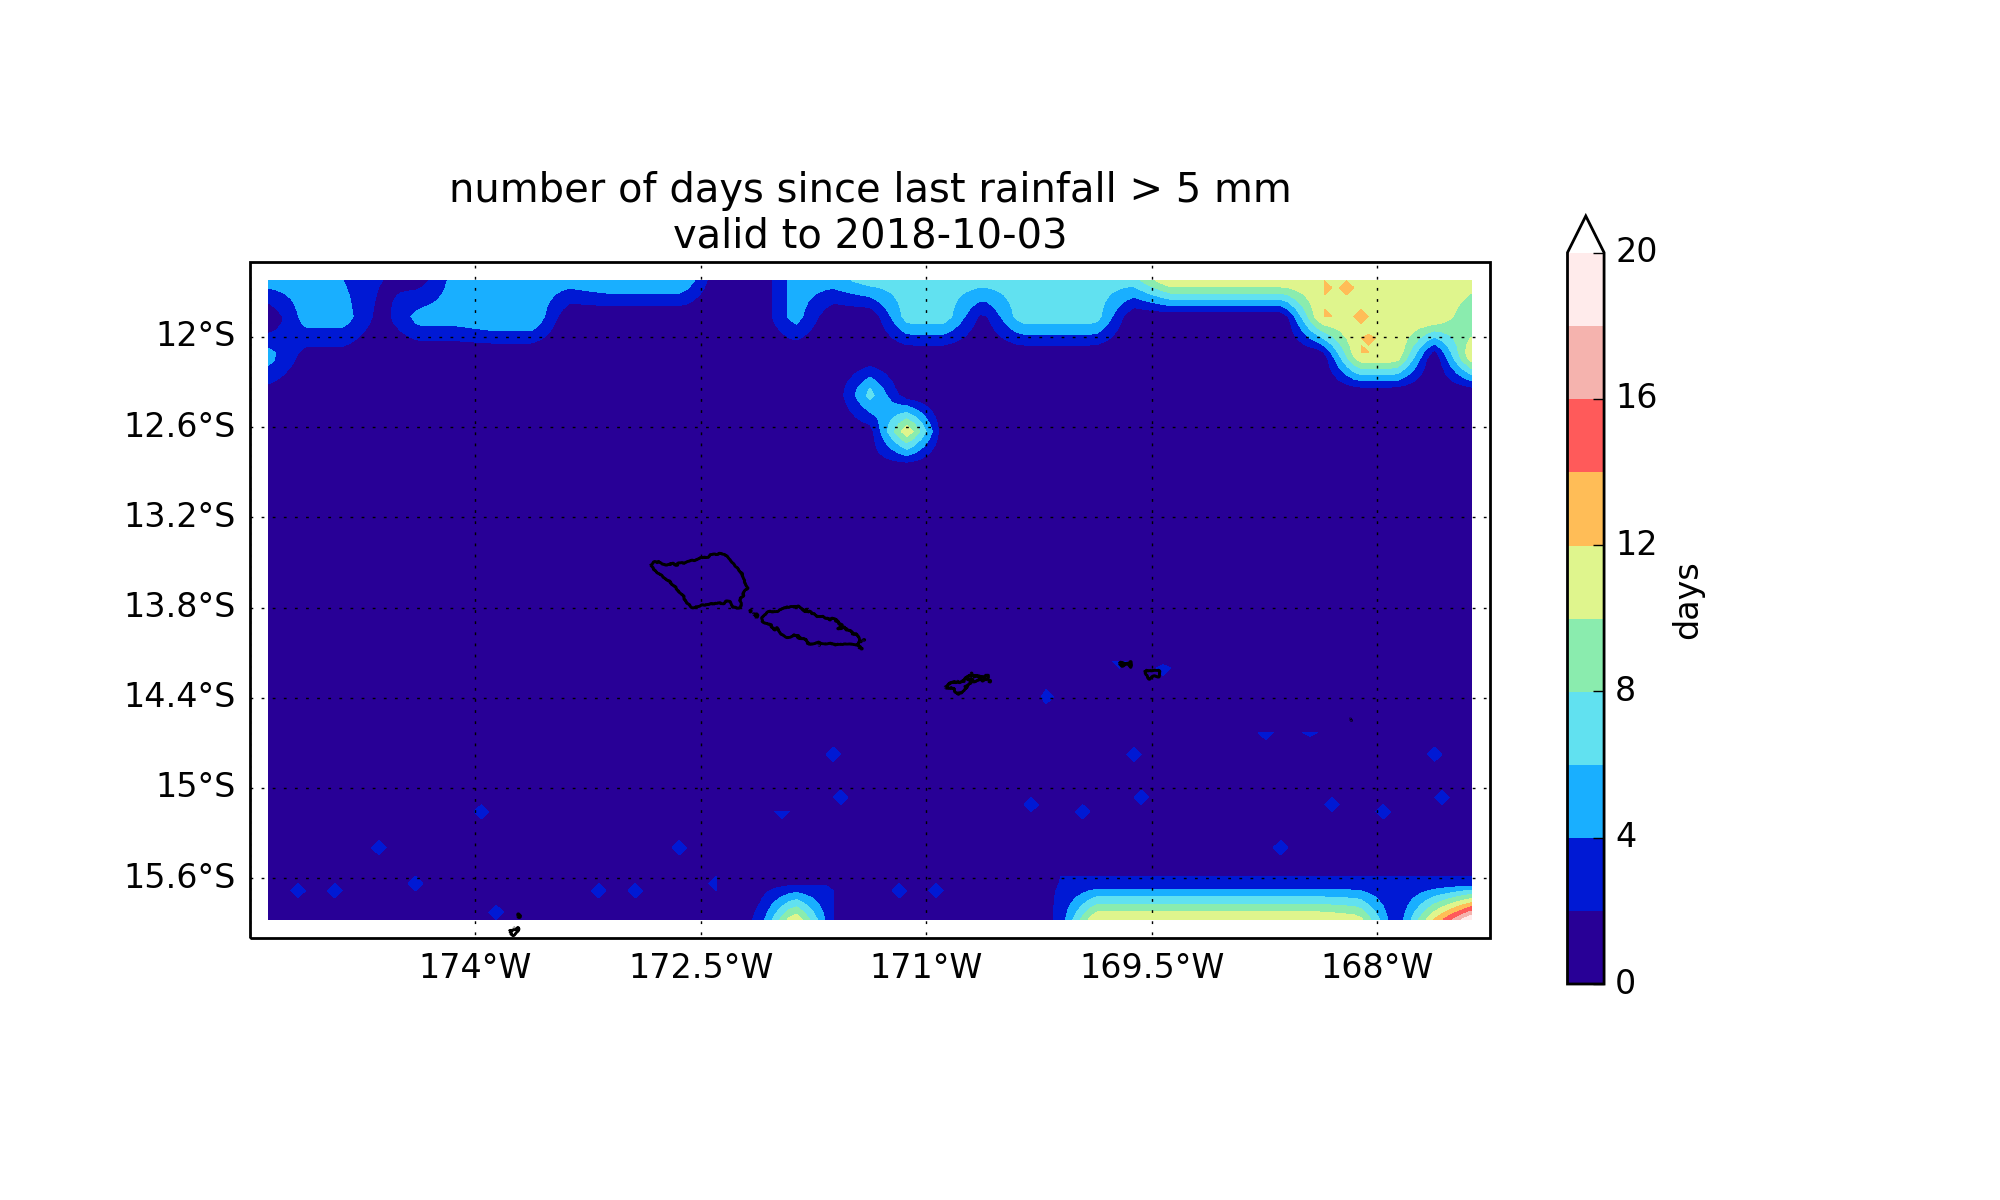 number of days since last rainfall > 5 mm
valid to 2018-10-03
12°S
12.6°S
13.2°S
13.8°S
14.4°S
15°S
15.6°S
174°W
172.5°W
171°W
169.5°W
168°W
20
16
12
8
4
0
days